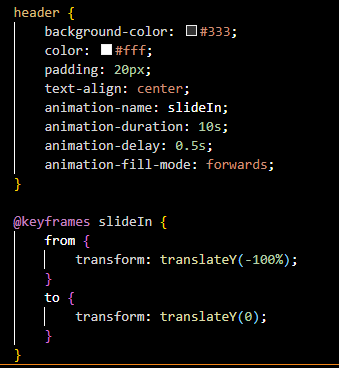 header {
    background-color: #333;
    color: #fff;
    padding: 20px;
    text-align: center;
    animation-name: slideIn;
    animation-duration: 10s;
    animation-delay: 0.5s;
    animation-fill-mode: forwards;
}

@keyframes slideIn {
    from {
        transform: translateY(-100%);
    }
    to {
        transform: translateY(0);
    }
}